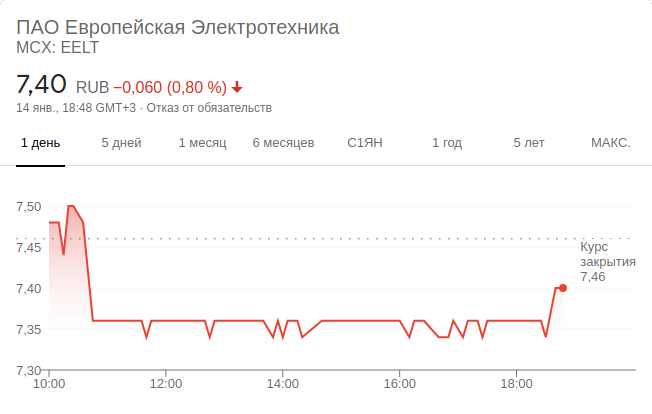 ПАО Европейская Электротехника
MCX: EELT
7,40 RUB −0,060 (0,80 %)
14 янв., 18:48 GMT+3 · Отказ от обязательств
1 день 5 дней 1 месяц 6 месяцев С1ЯН 1 год 5 лет МАКС.
7,50
7,45
7,40
7,35
7,30
Курс
закрытия
7,46
10:00 12:00 14:00 16:00 18:00